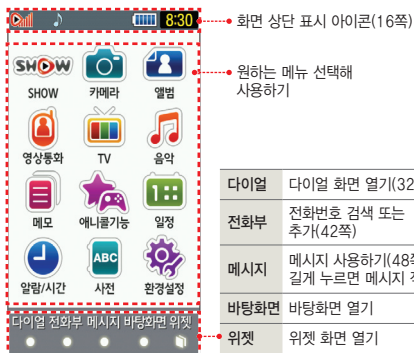 8:30
화면 상단 표시 아이콘(16쪽)
SHOW
원하는 메뉴 선택해
사용하기
SHOW 카메라 앨범
영상통화 TV 음악
메모 애니콜기능 일정
ABC
알람/시간 사전 환경설정
다이얼 전화부 메시지 바탕화면 위젯
다이얼 다이얼 화면 열기(32
전화부 전화번호 검색 또는
추가(42쪽)
메시지 메시지 사용하기(48쪽
길게 누르면 메시지
바탕화면 바탕화면 열기
위젯 위젯 화면 열기